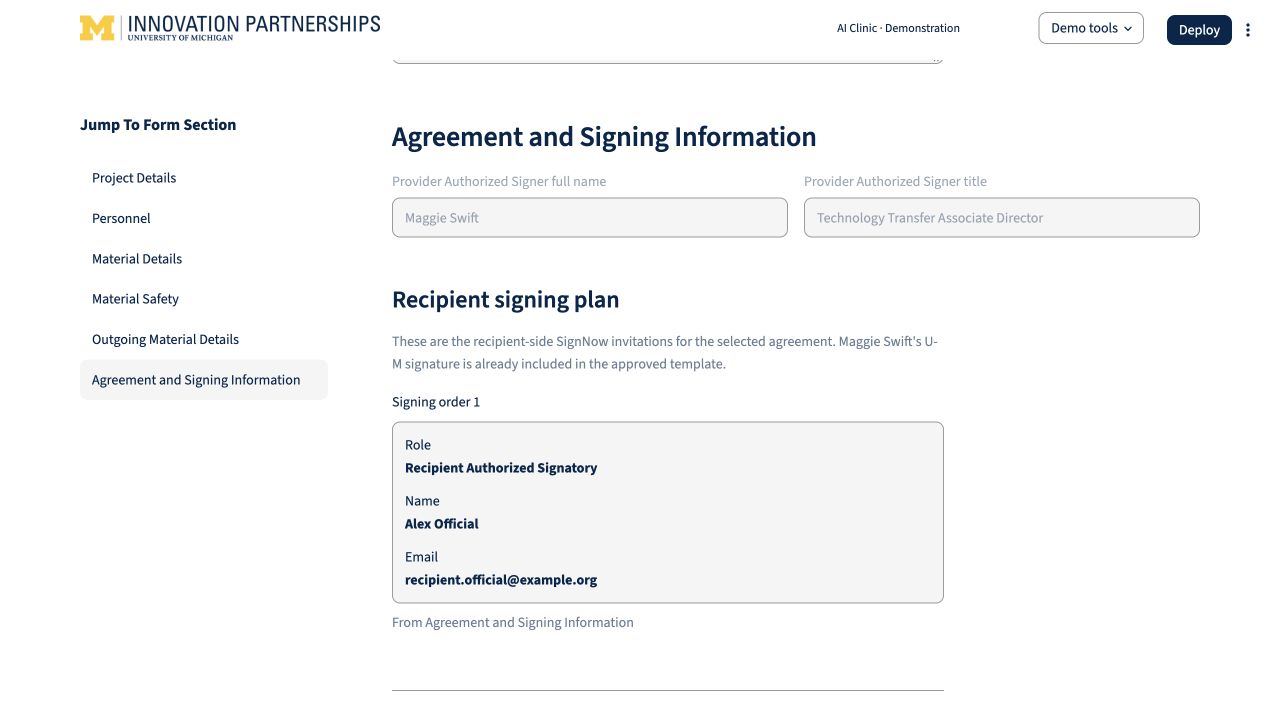 INNOVATION PARTNERSHIPS
UNIVERSITY OF MICHIGAN
AI Clinic · Demonstration
Demo tools
Deploy
Jump To Form Section
Project Details
Personnel
Material Details
Material Safety
Outgoing Material Details
Agreement and Signing Information
Agreement and Signing Information
Provider Authorized Signer full name
Provider Authorized Signer title
Maggie Swift
Technology Transfer Associate Director
Recipient signing plan
These are the recipient-side SignNow invitations for the selected agreement. Maggie Swift's U-
M signature is already included in the approved template.
Signing order 1
Role
Recipient Authorized Signatory
Name
Alex Official
Email
recipient.official@example.org
From Agreement and Signing Information